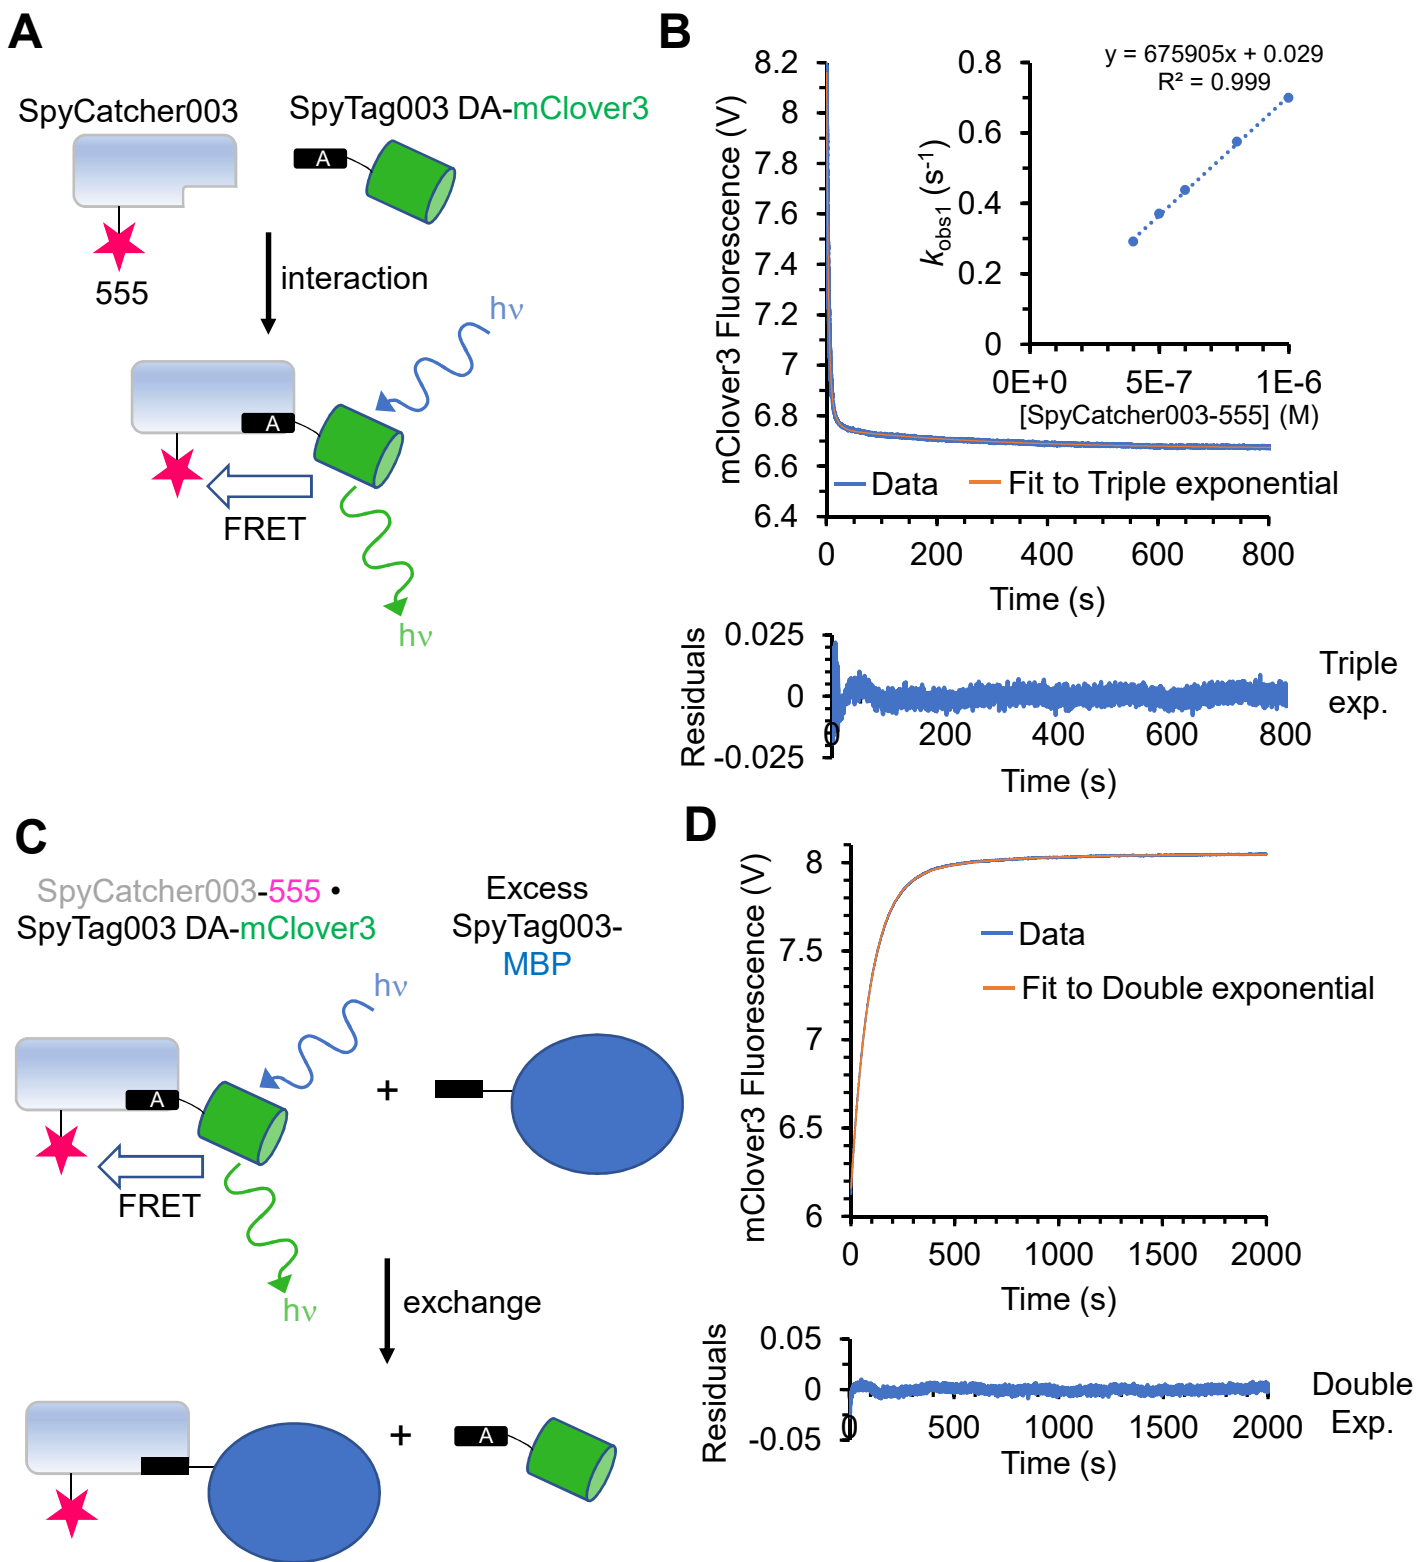 A
SpyCatcher003
SpyTag003 DA-mClover3
A
555
interaction
hν
A
FRET
hν
B
mClover3 Fluorescence (V)
8.2
8
7.8
7.6
7.4
7.2
7
6.8
6.6
6.4
0
200
400
600
800
Time (s)
Data
Fit to Triple exponential
y = 675905x + 0.029
R² = 0.999
kobs1 (s-1)
0.8
0.6
0.4
0.2
0
0E+0
5E-7
1E-6
[SpyCatcher003-555] (M)
Residuals
0.025
0
-0.025
0
200
400
600
800
Time (s)
Triple
exp.
C
SpyCatcher003-555 •
SpyTag003 DA-mClover3
Excess
SpyTag003-
MBP
hν
A
+
FRET
hν
exchange
+
A
D
mClover3 Fluorescence (V)
8
7.5
7
6.5
6
0
500
1000
1500
2000
Time (s)
Data
Fit to Double exponential
Residuals
0.05
0
-0.05
0
500
1000
1500
2000
Time (s)
Double
Exp.